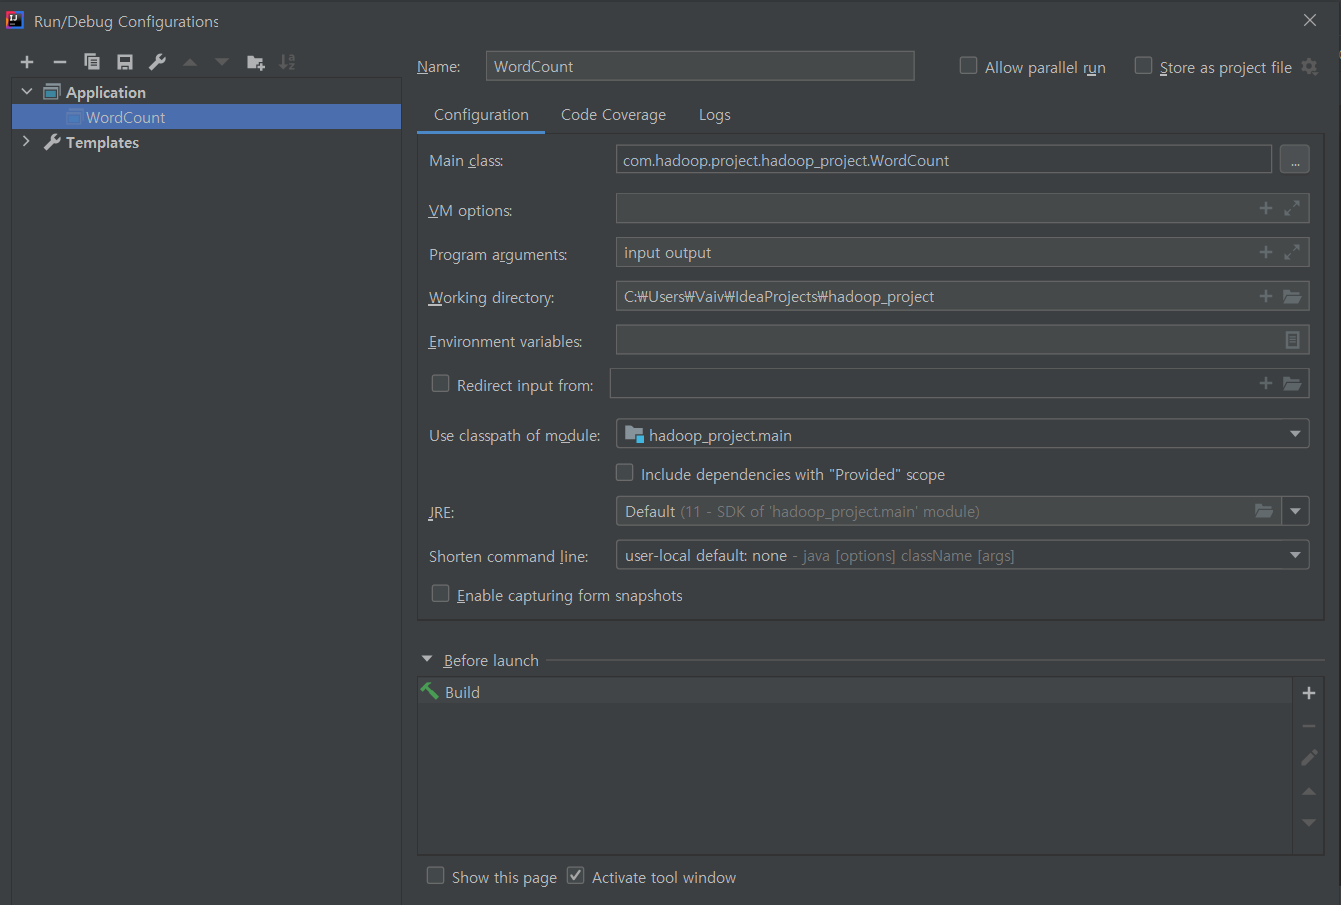 Run/Debug Configurations
Name: WordCount Allow parallel run Store as project file
Application
WordCount
Templates
Configuration Code Coverage Logs
Main class: com.hadoop.project.hadoop_project.WordCount ...
VM options:
Program arguments: input output
Working directory: C:₩Users₩Vaiv₩IdeaProjects₩hadoop_project
Environment variables:
Redirect input from:
Use classpath of module: hadoop_project.main
Include dependencies with "Provided" scope
JRE: Default (11 - SDK of 'hadoop_project.main' module)
Shorten command line: user-local default: none - java [options] className [args]
Enable capturing form snapshots
Before launch
Build
Show this page Activate tool window